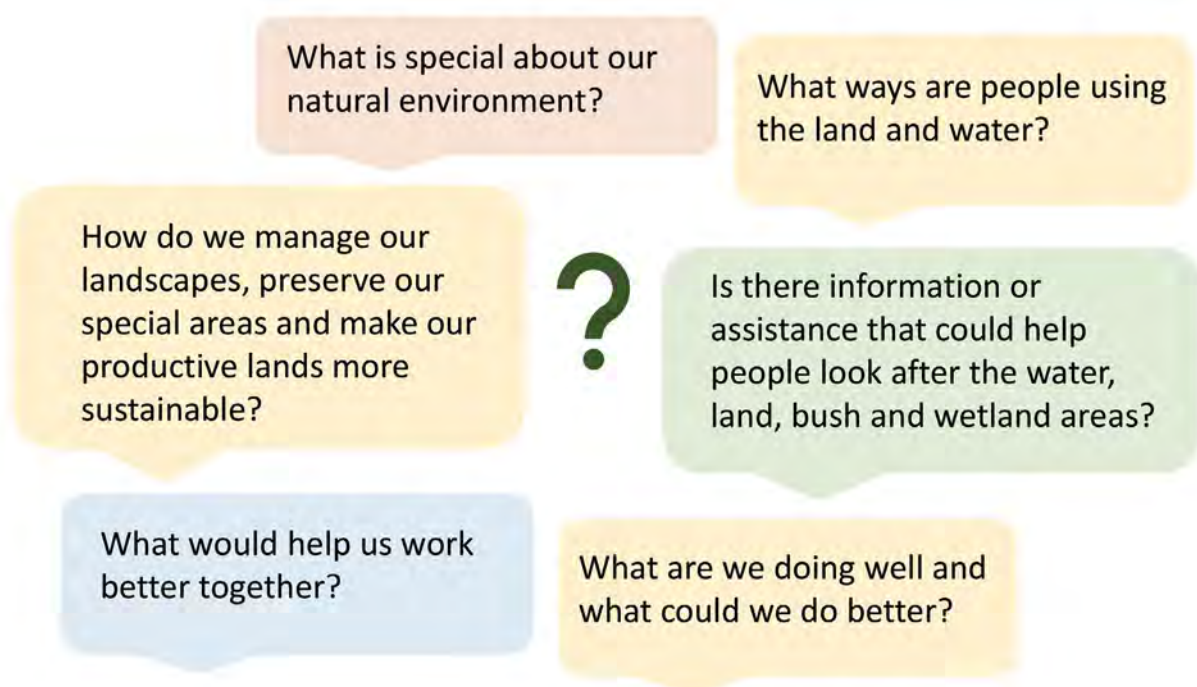 What is special about our
natural environment?
What ways are people using
the land and water?
How do we manage our
landscapes, preserve our
special areas and make our
productive lands more
sustainable?
?
Is there information or
assistance that could help
people look after the water,
land, bush and wetland areas?
What would help us work
better together?
What are we doing well and
what could we do better?